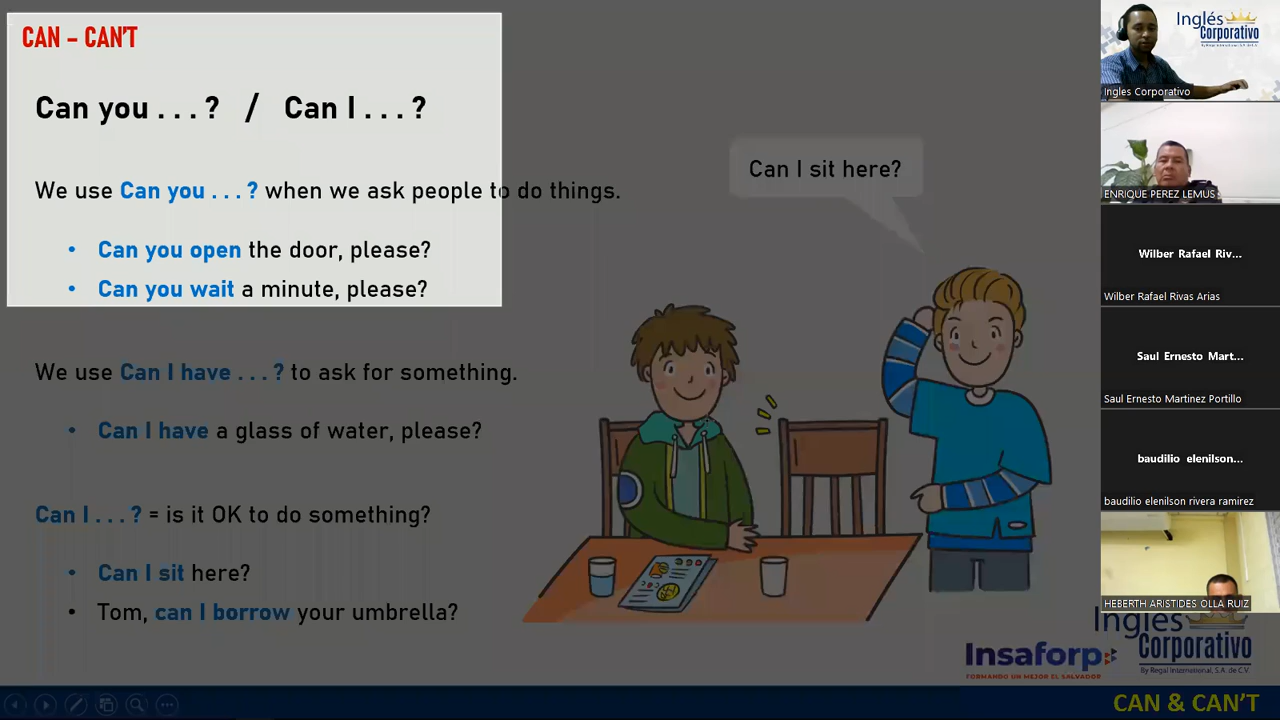 CAN – CAN'T
Can you . . . ? / Can I . . . ?
We use Can you . . . ? when we ask people to do things.
• Can you open the door, please?
• Can you wait a minute, please?
We use Can I have . . . ? to ask for something.
• Can I have a glass of water, please?
Can I . . . ? = is it OK to do something?
• Can I sit here?
• Tom, can I borrow your umbrella?
Can I sit here?
Insaforp
FORMANDO UN MEJOR EL SALVADOR
Inglés
Corporativo
By Regal International, S.A. de C.V.
CAN & CAN'T
Inglés
Corporativo
By Regal International, S.A. de C.V.
Ingles Corporativo
ENRIQUE PEREZ LEMUS
Wilber Rafael Riv...
Wilber Rafael Rivas Arias
Saul Ernesto Mart...
Saul Ernesto Martinez Portillo
baudilio elenilson...
baudilio elenilson rivera ramirez
HEBERTH ARISTIDES OLLA RUIZ